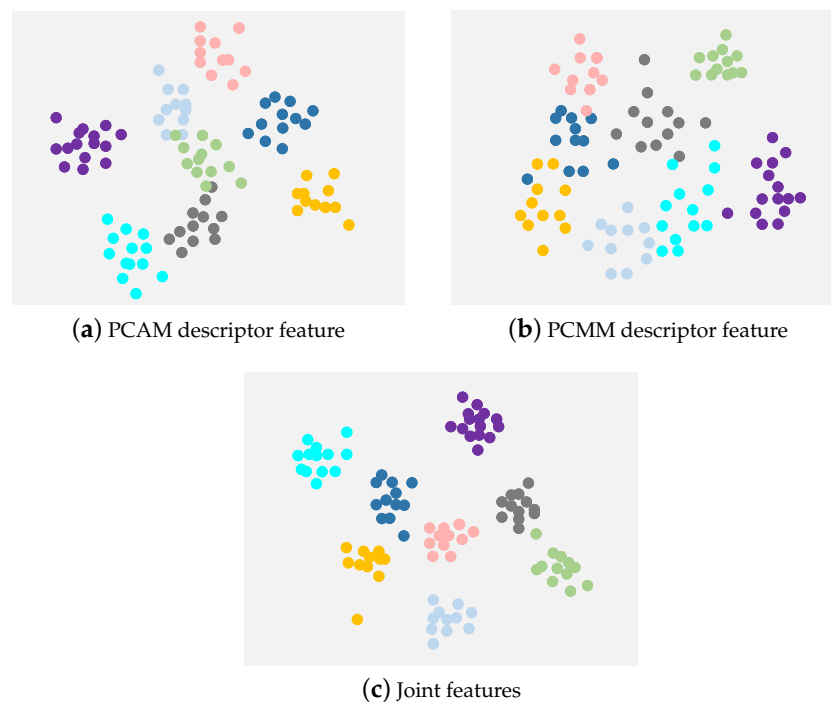 (a) PCAM descriptor feature
(b) PCMM descriptor feature
(c) Joint features